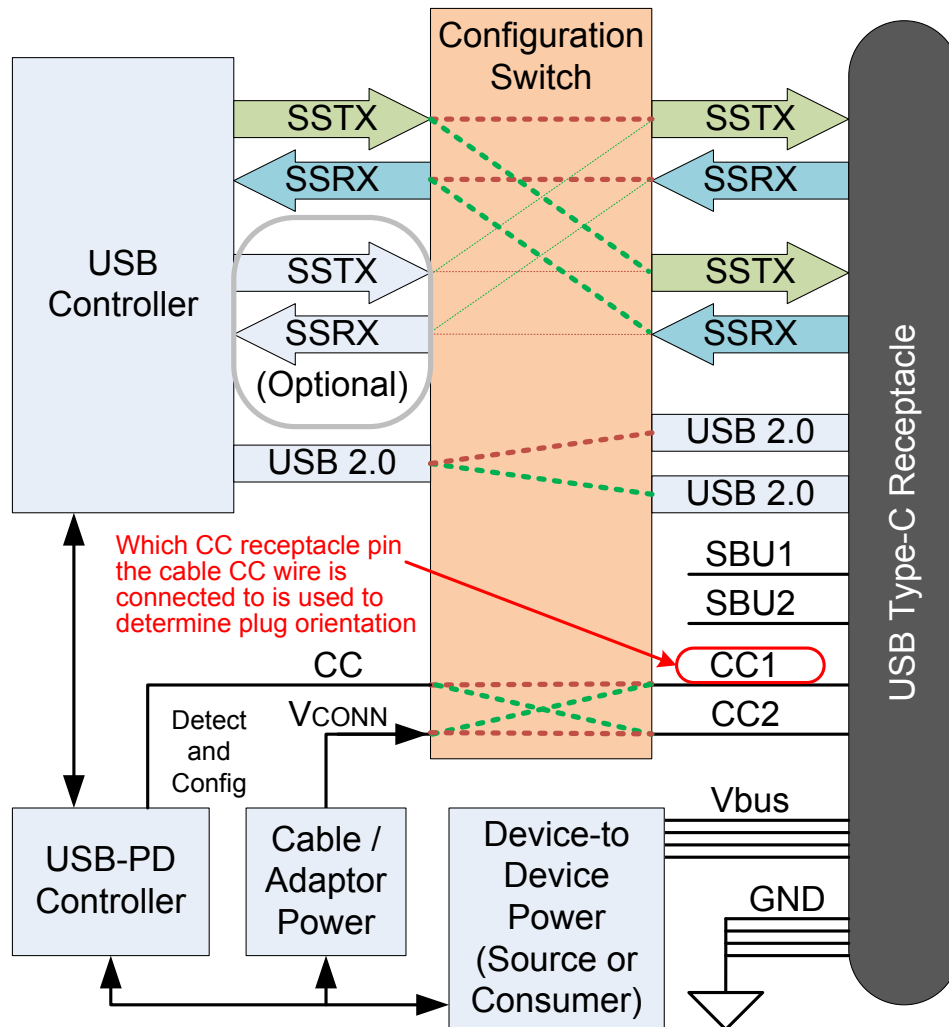 Configuration
Switch
SSTX
SSTX
SSRX
SSRX
USB
Controller
SSTX
SSTX
SSRX
SSRX
(Optional)
USB 2.0
USB 2.0
USB 2.0
Which CC receptacle pin
the cable CC wire is
connected to is used to
determine plug orientation
SBU1
SBU2
CC
CC1
VCONN
CC2
Detect
and
Config
USB Type-C Receptacle
USB-PD
Controller
Cable /
Adaptor
Power
Device-to
Device
Power
(Source or
Consumer)
Vbus
GND